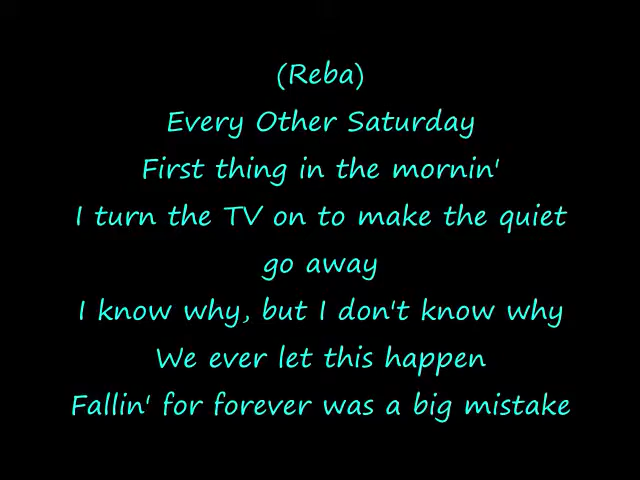 (Reba)
Every Other Saturday
First thing in the mornin'
I turn the TV on to make the quiet
go away
I know why, but I don't know why
We ever let this happen
Fallin' for forever was a big mistake